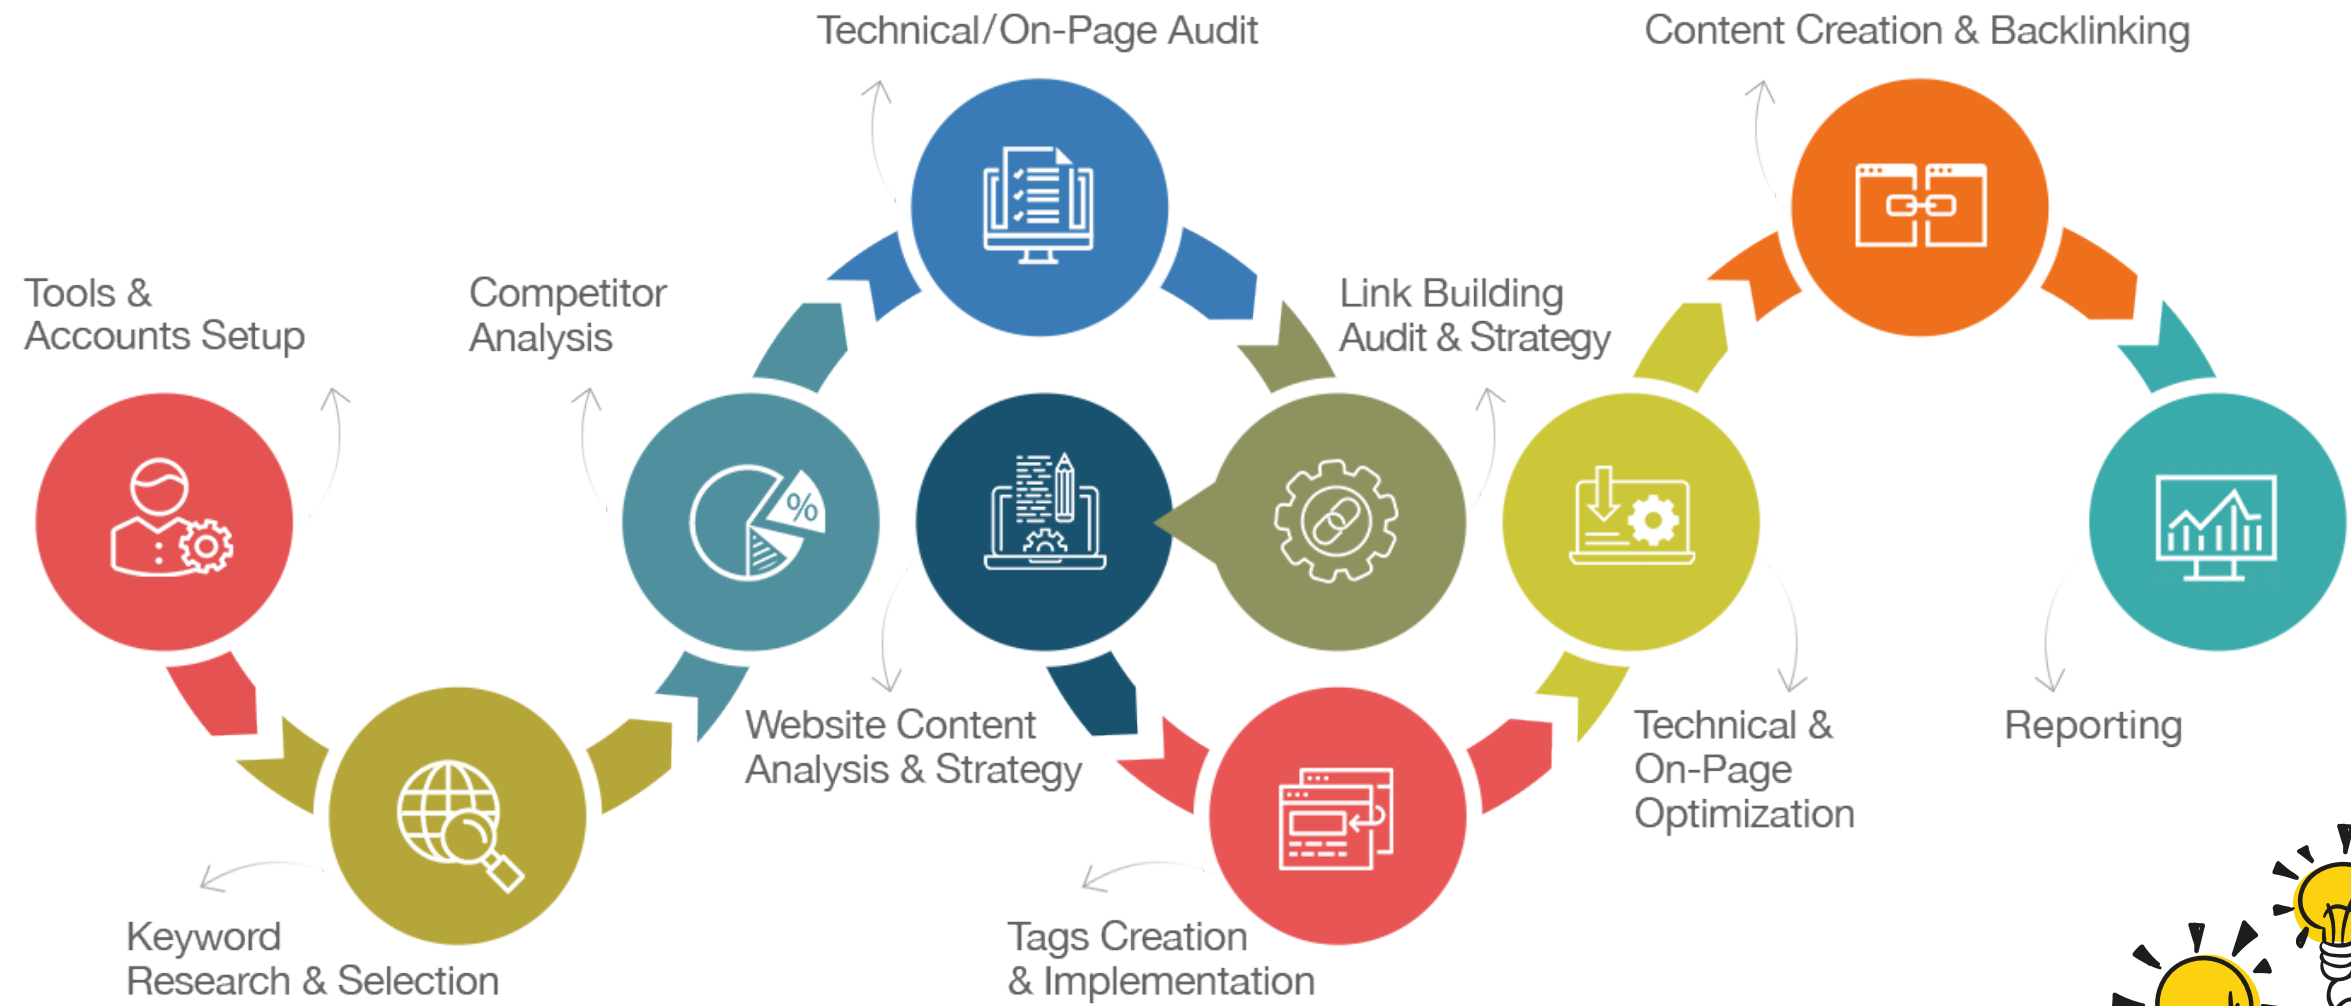 Technical/On-Page Audit
Content Creation & Backlinking
Tools &
Accounts Setup
Competitor
Analysis
Link Building
Audit & Strategy
%
Website Content
Analysis & Strategy
Technical &
On-Page
Optimization
Reporting
Keyword
Research & Selection
Tags Creation
& Implementation